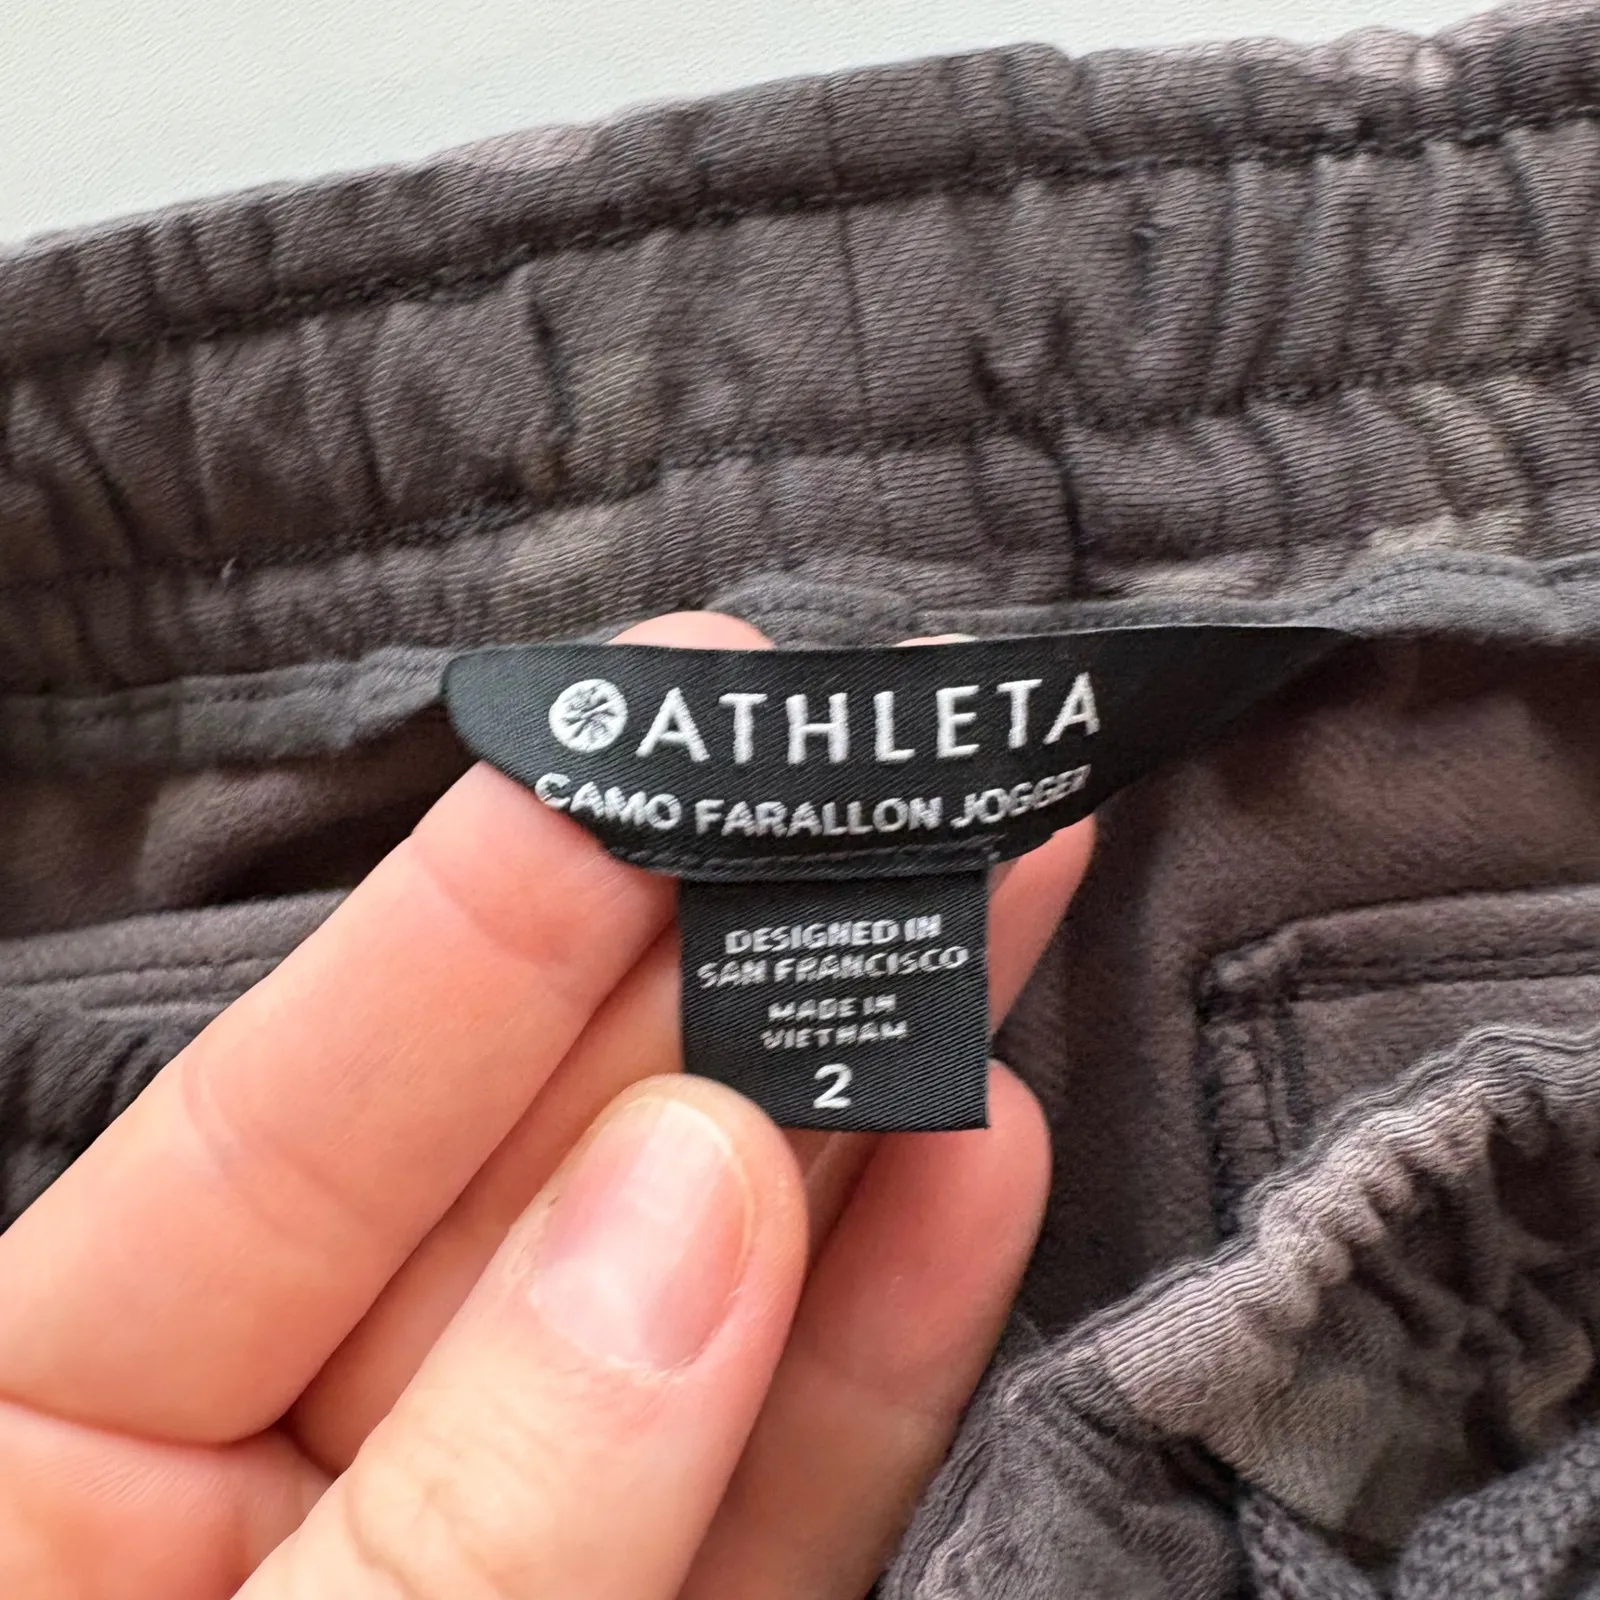 ATHLETA
CAMO FARALLON JOGGER
DESIGNED IN
SAN FRANCISCO
MADE IN
VIETNAM
2